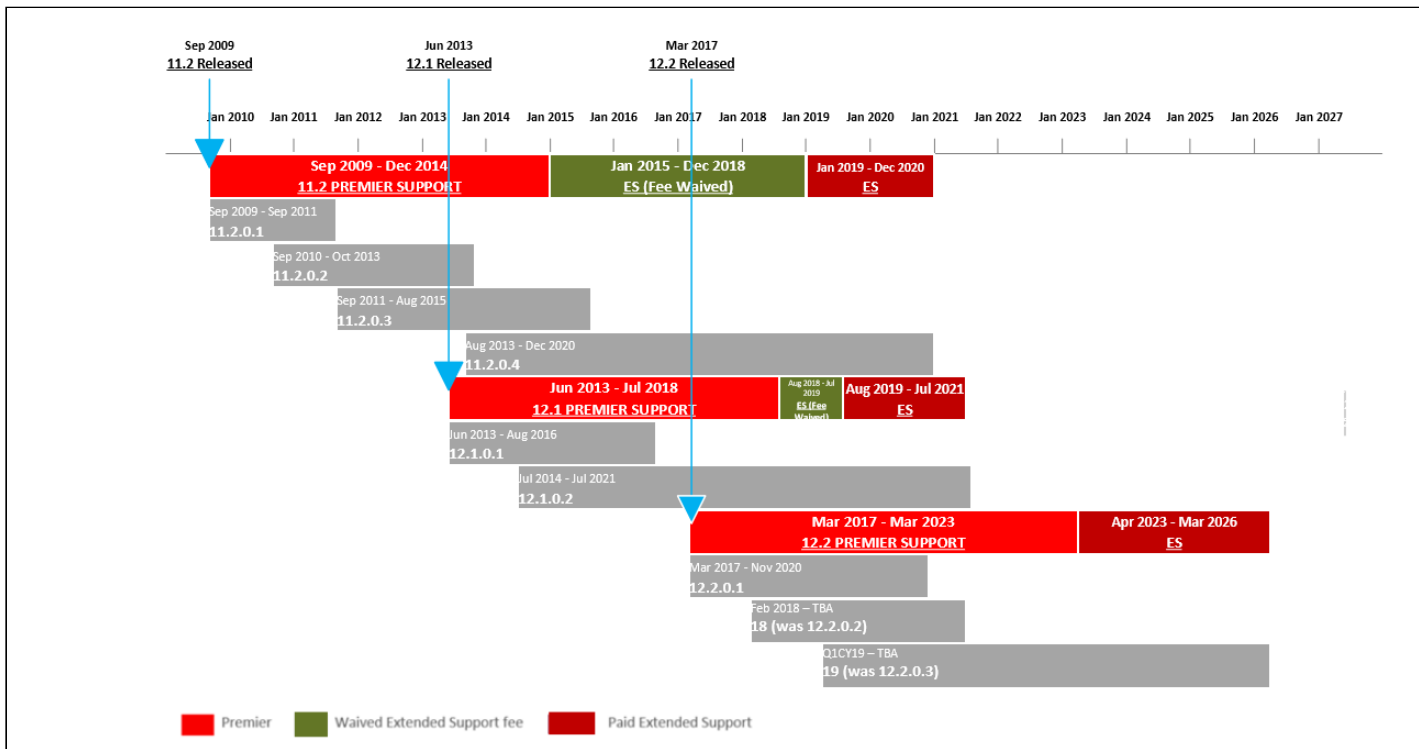 Sep 2009
11.2 Released
Jun 2013
12.1 Released
Mar 2017
12.2 Released
Jan 2010
Jan 2011
Jan 2012
Jan 2013
Jan 2014
Jan 2015
Jan 2016
Jan 2017
Jan 2018
Jan 2019
Jan 2020
Jan 2021
Jan 2022
Jan 2023
Jan 2024
Jan 2025
Jan 2026
Jan 2027
Sep 2009 - Dec 2014
11.2 PREMIER SUPPORT
Jan 2015 - Dec 2018
ES (Fee Waived)
Jan 2019 - Dec 2020
ES
Sep 2009 - Sep 2011
11.2.0.1
Sep 2010 - Oct 2013
11.2.0.2
Sep 2011 - Aug 2015
11.2.0.3
Aug 2013 - Dec 2020
11.2.0.4
Jun 2013 - Jul 2018
12.1 PREMIER SUPPORT
Aug 2018 - Jul
2019
ES (Fee
Waived)
Aug 2019 - Jul 2021
ES
Jun 2013 - Aug 2016
12.1.0.1
Jul 2014 - Jul 2021
12.1.0.2
Mar 2017 - Mar 2023
12.2 PREMIER SUPPORT
Apr 2023 - Mar 2026
ES
Mar 2017 - Nov 2020
12.2.0.1
Feb 2018 – TBA
18 (was 12.2.0.2)
Q1CY19 – TBA
19 (was 12.2.0.3)
Premier
Waived Extended Support fee
Paid Extended Support